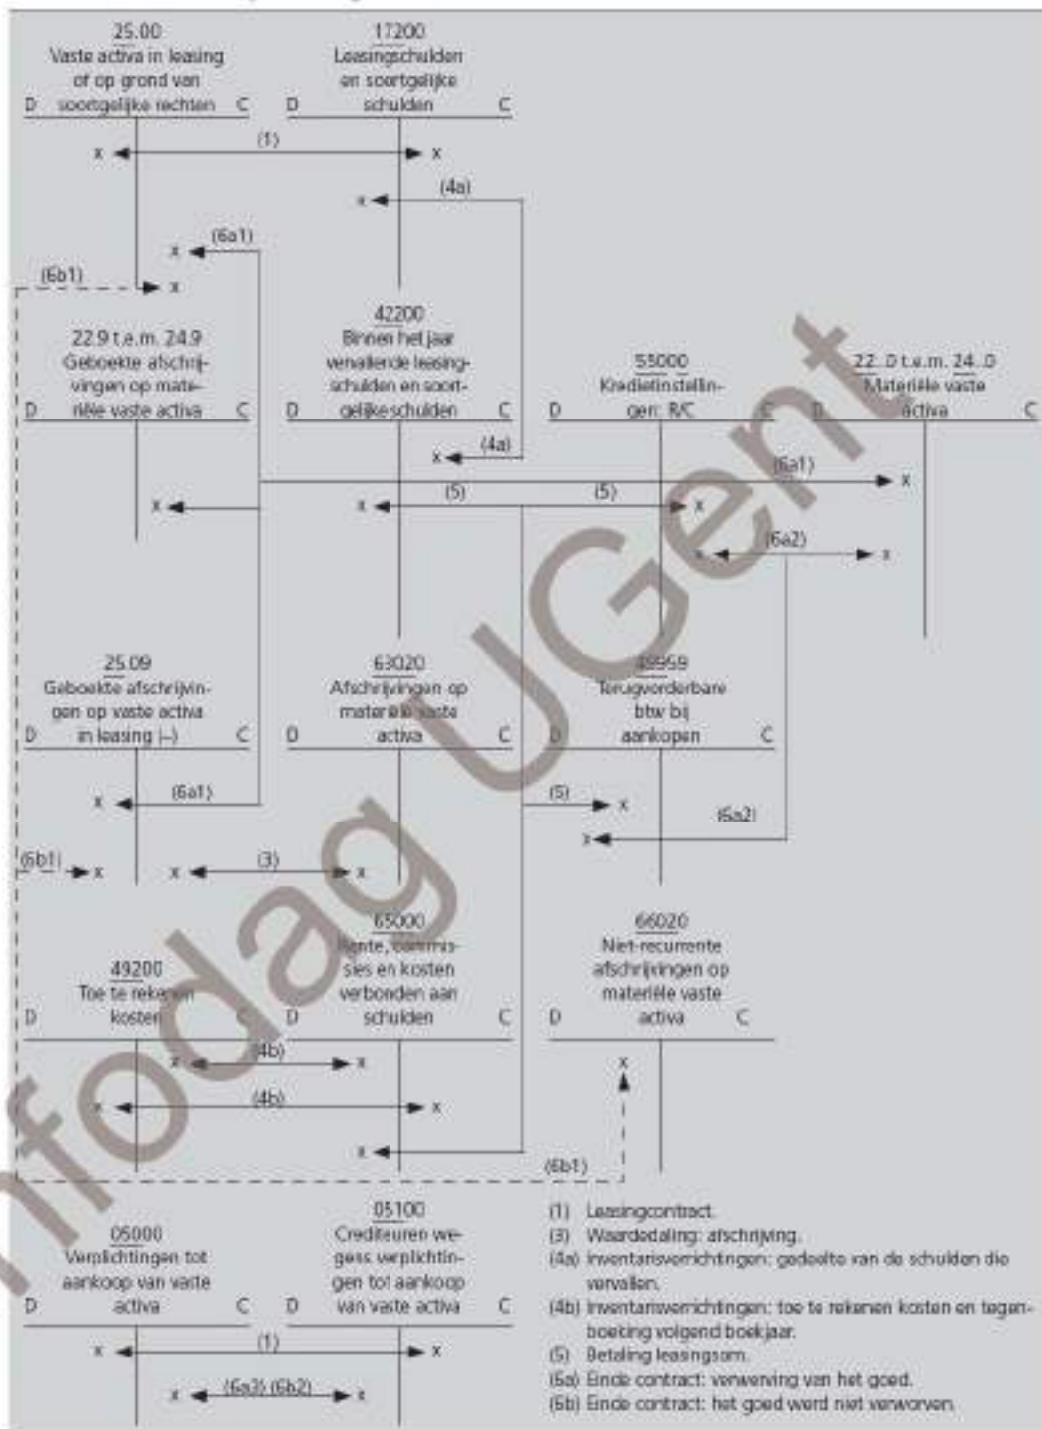 25.00
Vaste activa in leasing
of op grond van
D soortgelijke rechten C
17200
Leasingschulden
en soortgelijke
D schulden C
(1)
x x
(4a)
x
(6a1)
x
(6b1)
x
22.9 t.e.m. 24.9
Geboekte afschrij-
vingen op mate-
D riële vaste activa C
42200
Binnen het jaar
vervallende leasing-
schulden en soort-
D gelijke schulden C
55000
Kredietinstellin-
D gen: R/C C
22..0 t.e.m. 24..0
Materiële vaste
D activa C
(4a)
x
(6a1)
x
x
(5) (5)
x x
(6a2)
x x
25.09
Geboekte afschrijvin-
gen op vaste activa
D in leasing (–) C
63020
Afschrijvingen op
materiële vaste
D activa C
Terugvorderbare
btw bij
D aankopen C
(6a1)
x
(5)
x
(6a2)
x
(6b1)
x
(3)
x x
49200
Toe te rekenen
D kosten C
65000
Rente, commis-
sies en kosten
verbonden aan
D schulden C
66020
Niet-recurrente
afschrijvingen op
materiële vaste
D activa C
(4b)
x x
x
(4b)
x x
x
(6b1)
05000
Verplichtingen tot
aankoop van vaste
D activa C
05100
Crediteuren we-
gens verplichtin-
gen tot aankoop
D van vaste activa C
(1)
x x
(6a3) (6b2)
x x
(1) Leasingcontract.
(3) Waardedaling: afschrijving.
(4a) Inventarisverrichtingen: gedeelte van de schulden die
vervallen.
(4b) Inventarisverrichtingen: toe te rekenen kosten en tegen-
boeking volgend boekjaar.
(5) Betaling leasingsom.
(6a) Einde contract: verwerving van het goed.
(6b) Einde contract: het goed werd niet verworven.
Infodag UGent